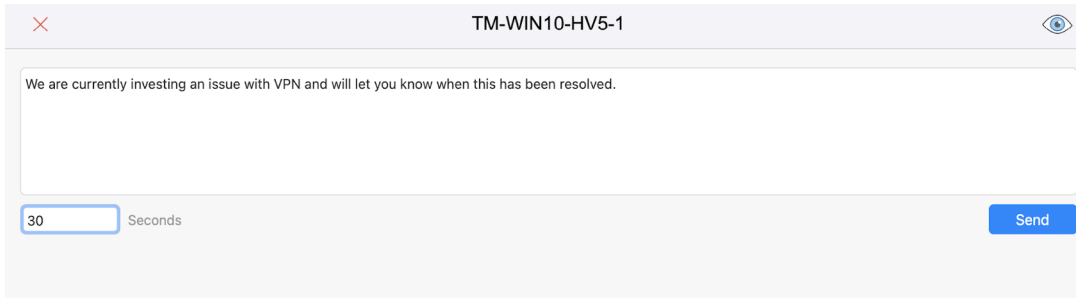 TM-WIN10-HV5-1
We are currently investing an issue with VPN and will let you know when this has been resolved.
30 Seconds
Send